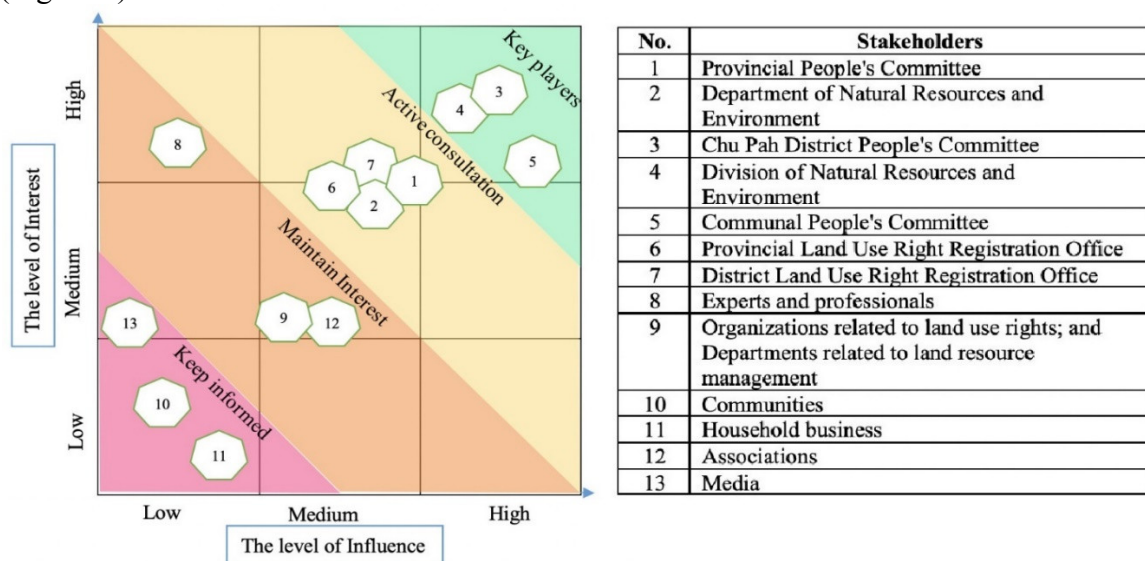 High
Medium
Low
The level of Interest
Key players
Active consultation
Maintain Interest
Keep informed
3
4
5
8
7
1
6
2
9
12
13
10
11
Low Medium High
The level of Influence
No. Stakeholders
1 Provincial People's Committee
2 Department of Natural Resources and
Environment
3 Chu Pah District People's Committee
4 Division of Natural Resources and
Environment
5 Communal People's Committee
6 Provincial Land Use Right Registration Office
7 District Land Use Right Registration Office
8 Experts and professionals
9 Organizations related to land use rights; and
Departments related to land resource
management
10 Communities
11 Household business
12 Associations
13 Media